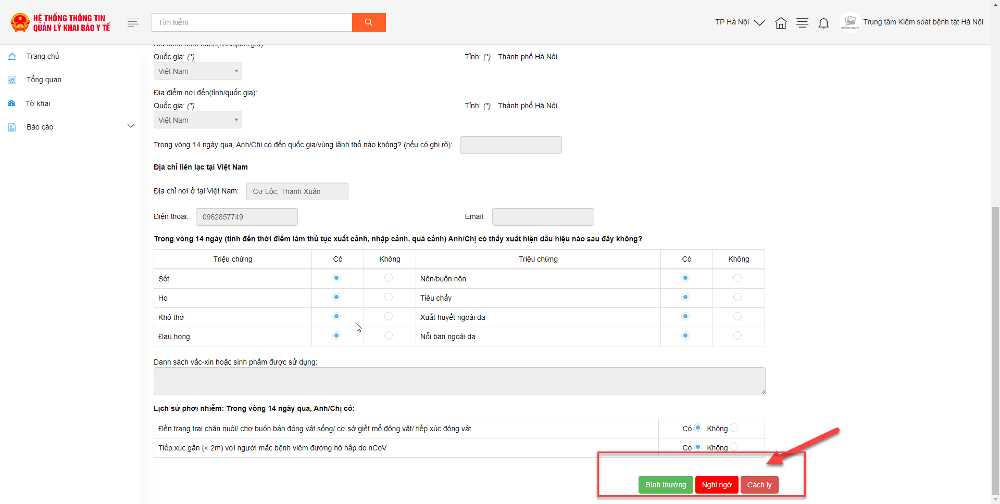 HỆ THỐNG THÔNG TIN
QUẢN LÝ KHAI BÁO Y TẾ
Tìm kiếm
TP Hà Nội
KHÔNG CÓ ẢNH
Trung tâm Kiểm soát bệnh tật Hà Nội
Trang chủ
Tổng quan
Tờ khai
Báo cáo
Địa điểm khởi hành(tỉnh/quốc gia):
Quốc gia: (*)
Tỉnh: (*) Thành phố Hà Nội
Việt Nam
Địa điểm nơi đến(tỉnh/quốc gia):
Quốc gia: (*)
Tỉnh: (*) Thành phố Hà Nội
Việt Nam
Trong vòng 14 ngày qua, Anh/Chị có đến quốc gia/vùng lãnh thổ nào không? (nếu có ghi rõ):
Địa chỉ liên lạc tại Việt Nam
Địa chỉ nơi ở tại Việt Nam: Cự Lộc, Thanh Xuân
Điện thoại: 0962857749 Email:
Trong vòng 14 ngày (tính đến thời điểm làm thủ tục xuất cảnh, nhập cảnh, quá cảnh) Anh/Chị có thấy xuất hiện dấu hiệu nào sau đây không?
Triệu chứng Có Không Triệu chứng Có Không
Sốt Nôn/buồn nôn
Ho Tiêu chảy
Khó thở Xuất huyết ngoài da
Đau họng Nổi ban ngoài da
Danh sách vắc-xin hoặc sinh phẩm được sử dụng:
Lịch sử phơi nhiễm: Trong vòng 14 ngày qua, Anh/Chị có:
Đến trang trại chăn nuôi/ chợ buôn bán động vật sống/ cơ sở giết mổ động vật/ tiếp xúc động vật Có Không
Tiếp xúc gần (< 2m) với người mắc bệnh viêm đường hô hấp do nCoV Có Không
Bình thường Nghi ngờ Cách ly